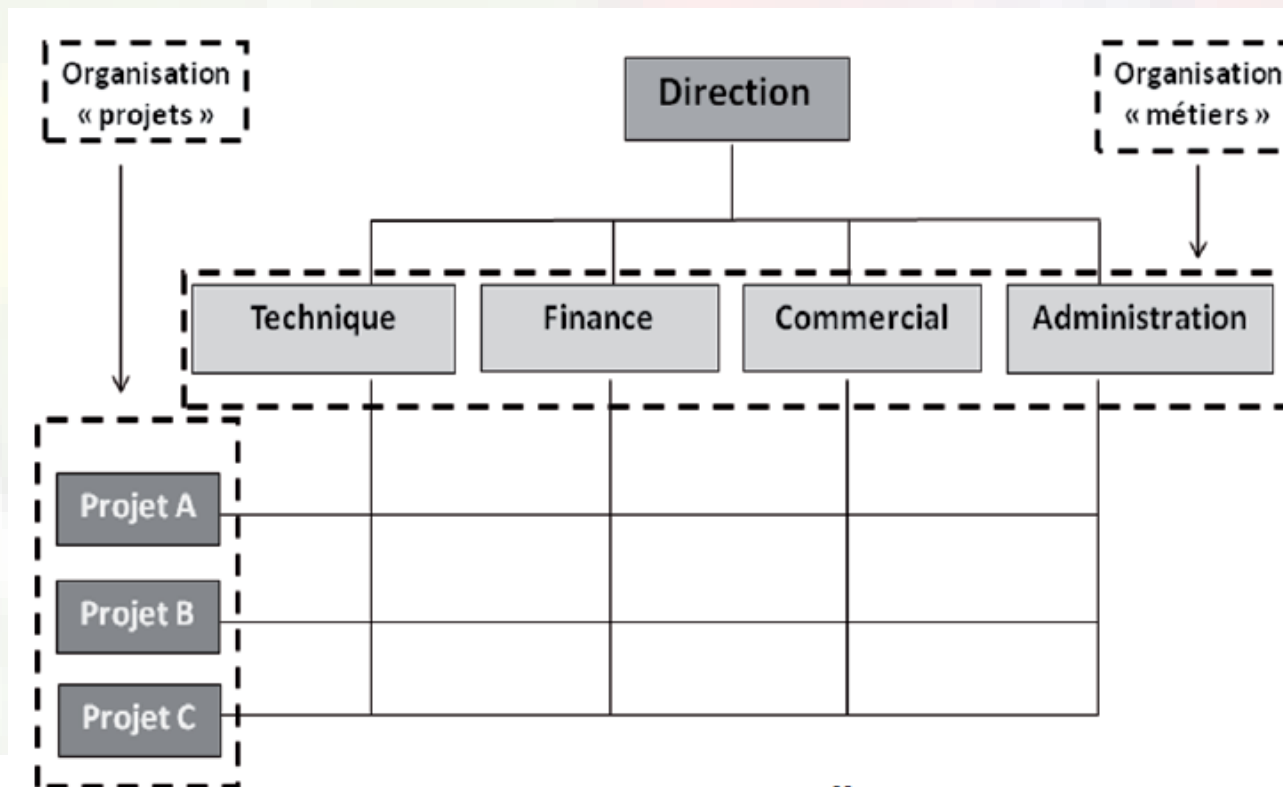 Organisation
« projets »
Direction
Organisation
« métiers »
Technique
Finance
Commercial
Administration
Projet A
Projet B
Projet C